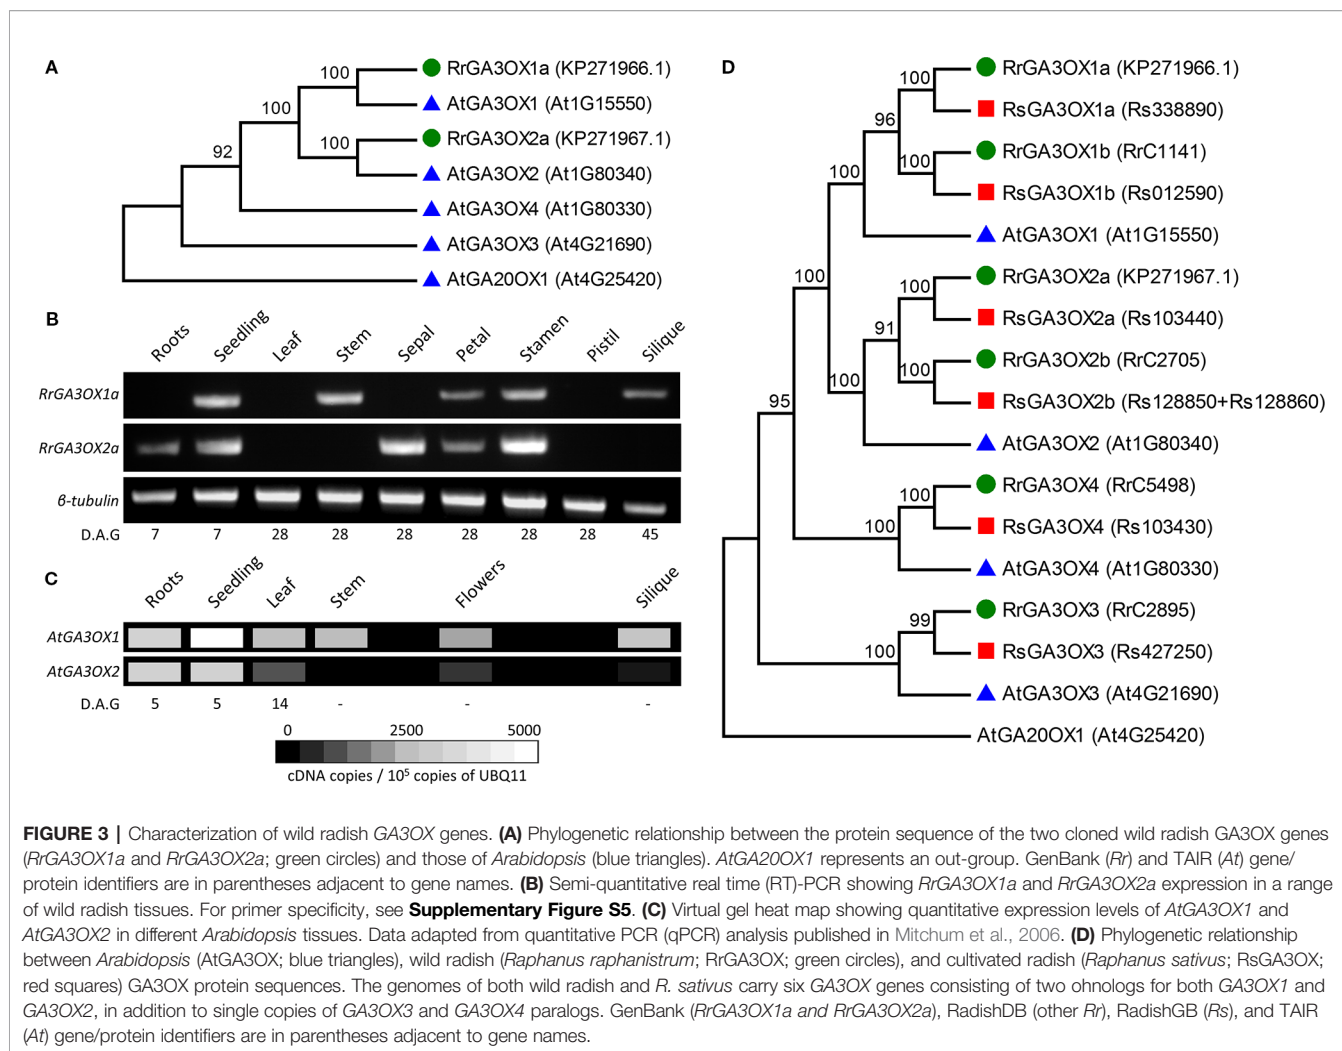 A
100
RrGA3OX1a (KP271966.1)
AtGA3OX1 (At1G15550)
100
100
RrGA3OX2a (KP271967.1)
AtGA3OX2 (At1G80340)
92
AtGA3OX4 (At1G80330)
AtGA3OX3 (At4G21690)
AtGA20OX1 (At4G25420)
B
Roots Seedling Leaf Stem Sepal Petal Stamen Pistil Silique
RrGA3OX1a
RrGA3OX2a
β-tubulin
D.A.G 7 7 28 28 28 28 28 28 45
C
Roots Seedling Leaf Stem Flowers Silique
AtGA3OX1
AtGA3OX2
D.A.G 5 5 14 - - -
0 2500 5000
cDNA copies / 10⁵ copies of UBQ11
D
100
RrGA3OX1a (KP271966.1)
RsGA3OX1a (Rs338890)
96
100
RrGA3OX1b (RrC1141)
RsGA3OX1b (Rs012590)
100
AtGA3OX1 (At1G15550)
100
100
RrGA3OX2a (KP271967.1)
RsGA3OX2a (Rs103440)
91
100
RrGA3OX2b (RrC2705)
RsGA3OX2b (Rs128850+Rs128860)
100
AtGA3OX2 (At1G80340)
95
100
RrGA3OX4 (RrC5498)
RsGA3OX4 (Rs103430)
100
AtGA3OX4 (At1G80330)
99
RrGA3OX3 (RrC2895)
RsGA3OX3 (Rs427250)
100
AtGA3OX3 (At4G21690)
AtGA20OX1 (At4G25420)
FIGURE 3 | Characterization of wild radish GA3OX genes. (A) Phylogenetic relationship between the protein sequence of the two cloned wild radish GA3OX genes
(RrGA3OX1a and RrGA3OX2a; green circles) and those of Arabidopsis (blue triangles). AtGA20OX1 represents an out-group. GenBank (Rr) and TAIR (At) gene/
protein identifiers are in parentheses adjacent to gene names. (B) Semi-quantitative real time (RT)-PCR showing RrGA3OX1a and RrGA3OX2a expression in a range
of wild radish tissues. For primer specificity, see Supplementary Figure S5. (C) Virtual gel heat map showing quantitative expression levels of AtGA3OX1 and
AtGA3OX2 in different Arabidopsis tissues. Data adapted from quantitative PCR (qPCR) analysis published in Mitchum et al., 2006. (D) Phylogenetic relationship
between Arabidopsis (AtGA3OX; blue triangles), wild radish (Raphanus raphanistrum; RrGA3OX; green circles), and cultivated radish (Raphanus sativus; RsGA3OX;
red squares) GA3OX protein sequences. The genomes of both wild radish and R. sativus carry six GA3OX genes consisting of two ohnologs for both GA3OX1 and
GA3OX2, in addition to single copies of GA3OX3 and GA3OX4 paralogs. GenBank (RrGA3OX1a and RrGA3OX2a), RadishDB (other Rr), RadishGB (Rs), and TAIR
(At) gene/protein identifiers are in parentheses adjacent to gene names.